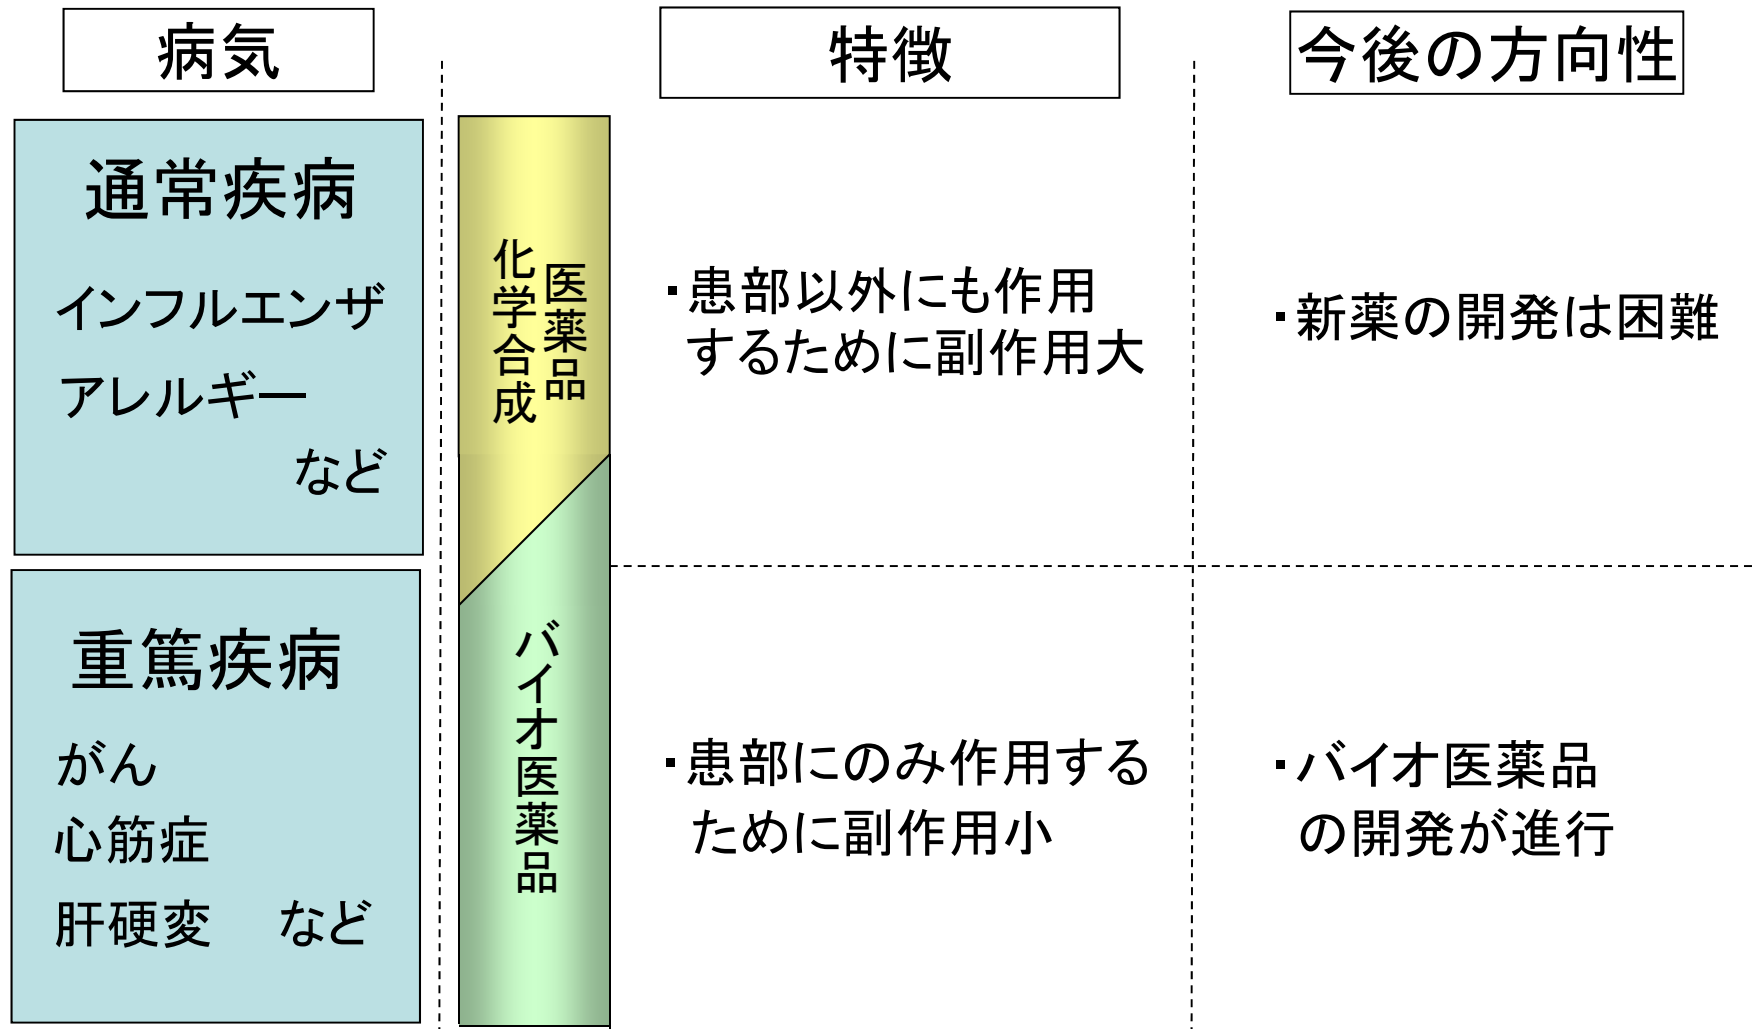 病気
特徴
今後の方向性
通常疾病
インフルエンザ
アレルギー
など
化学合成
医薬品
・患部以外にも作用
するために副作用大
・新薬の開発は困難
重篤疾病
がん
心筋症
肝硬変 など
バイオ医薬品
・患部にのみ作用する
ために副作用小
・バイオ医薬品
の開発が進行